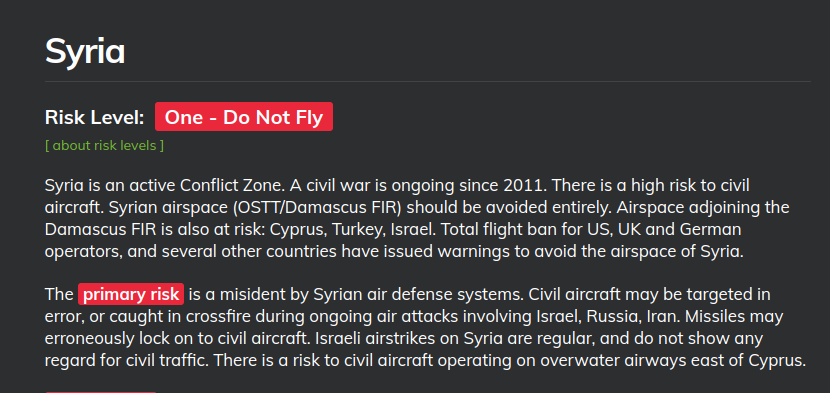 Syria
Risk Level: One - Do Not Fly
[ about risk levels ]
Syria is an active Conflict Zone. A civil war is ongoing since 2011. There is a high risk to civil
aircraft. Syrian airspace (OSTT/Damascus FIR) should be avoided entirely. Airspace adjoining the
Damascus FIR is also at risk: Cyprus, Turkey, Israel. Total flight ban for US, UK and German
operators, and several other countries have issued warnings to avoid the airspace of Syria.
The primary risk is a misident by Syrian air defense systems. Civil aircraft may be targeted in
error, or caught in crossfire during ongoing air attacks involving Israel, Russia, Iran. Missiles may
erroneously lock on to civil aircraft. Israeli airstrikes on Syria are regular, and do not show any
regard for civil traffic. There is a risk to civil aircraft operating on overwater airways east of Cyprus.